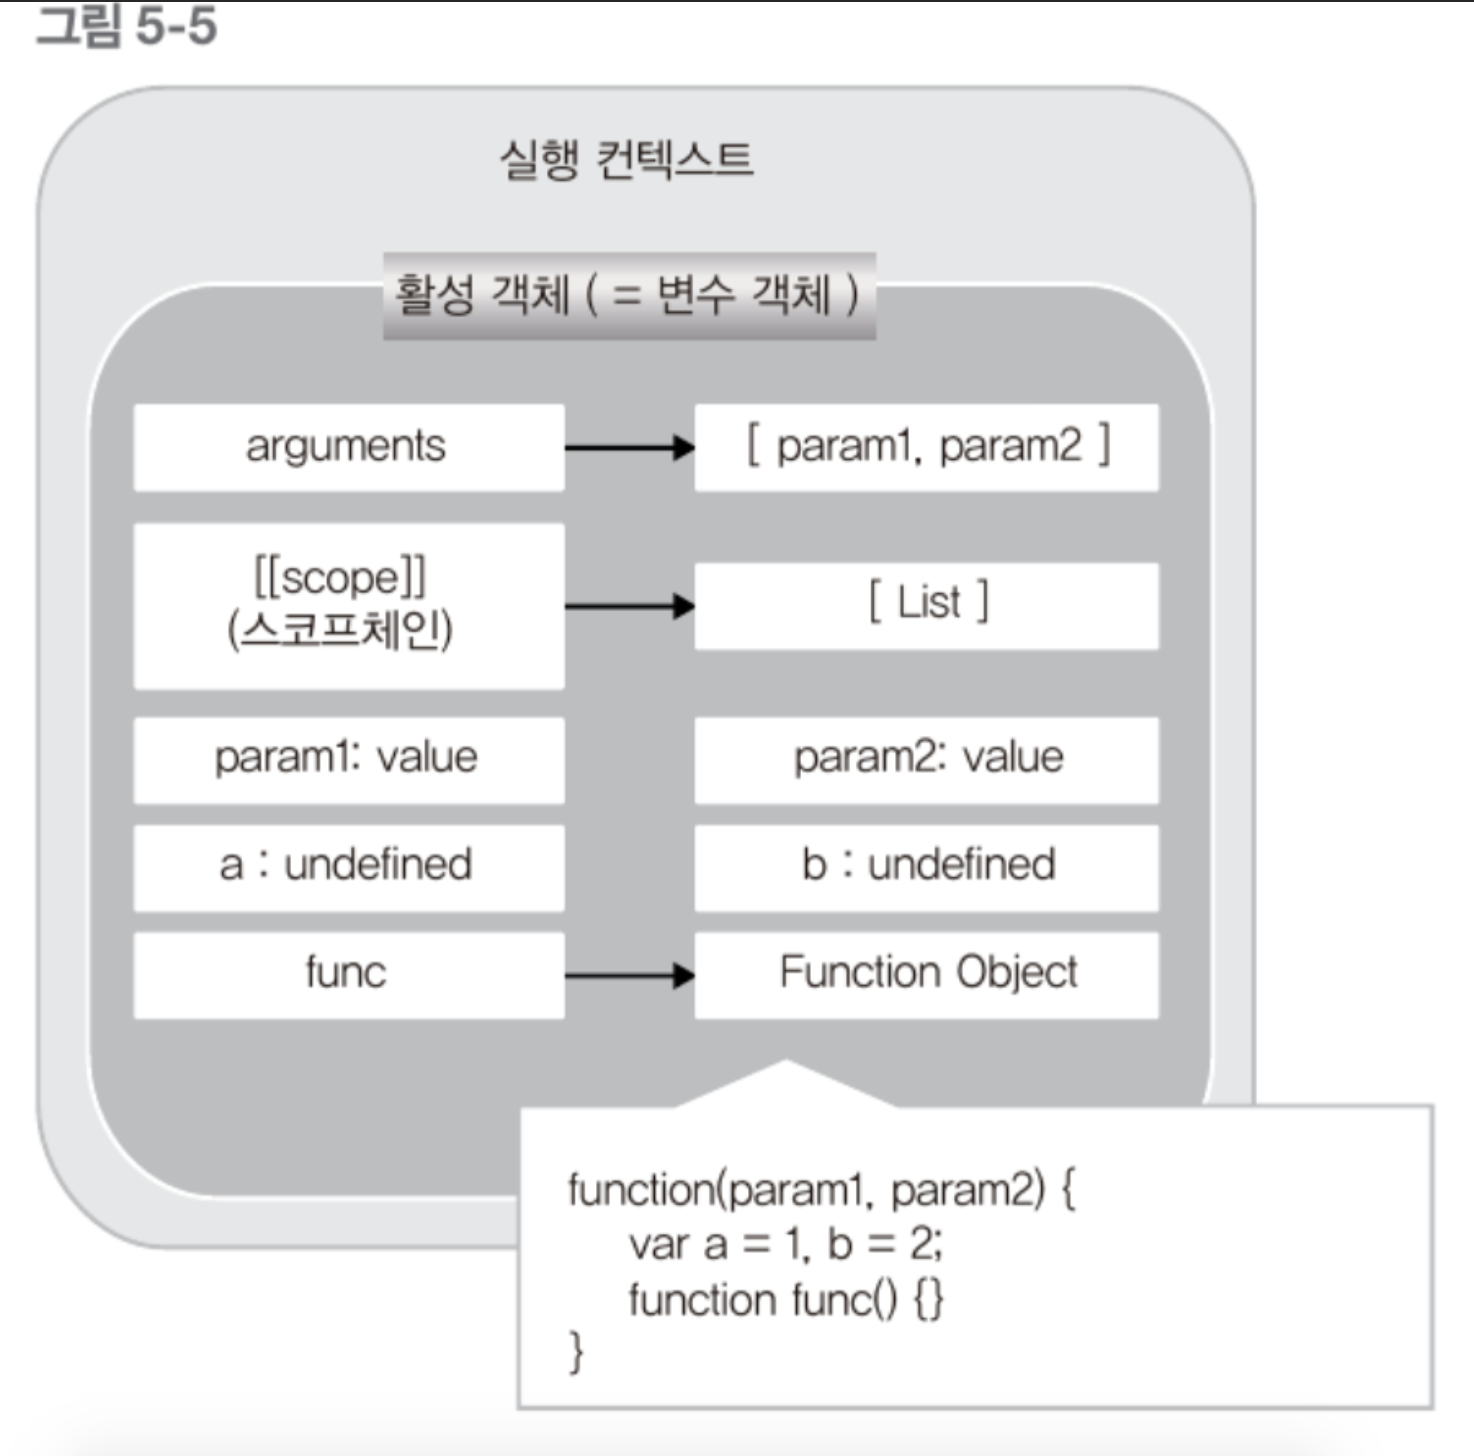 그림 5-5
실행 컨텍스트
활성 객체 ( = 변수 객체 )
arguments
[ param1, param2 ]
[[scope]]
(스코프체인)
[ List ]
param1: value
param2: value
a : undefined
b : undefined
func
Function Object
function(param1, param2) {
var a = 1, b = 2;
function func() {}
}